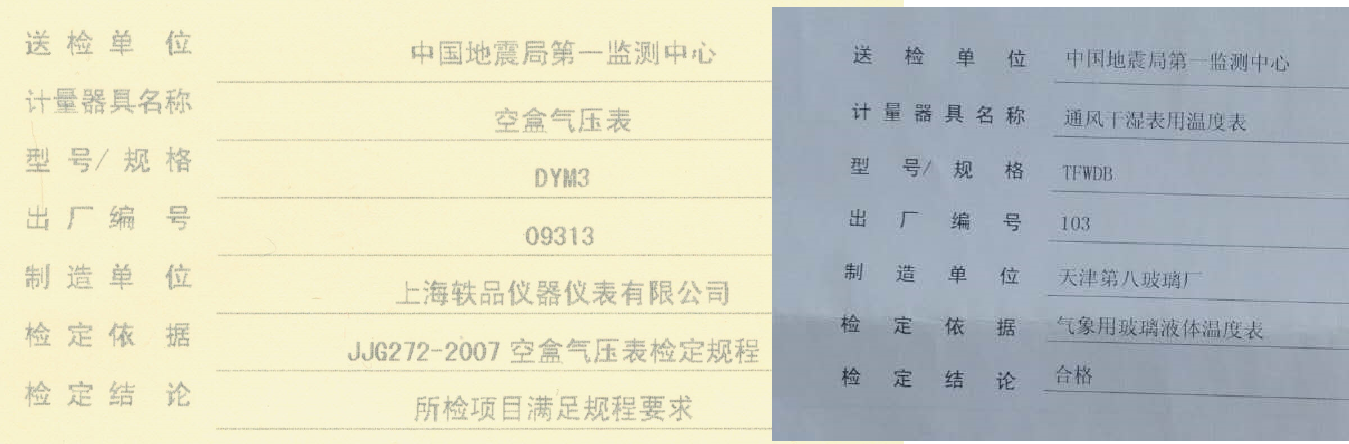 送检单位 中国地震局第一监测中心
计量器具名称 空盒气压表
型号/规格 DYM3
出厂编号 09313
制造单位 上海轶品仪器仪表有限公司
检定依据 JJG272-2007 空盒气压表检定规程
检定结论 所检项目满足规程要求
送检单位 中国地震局第一监测中心
计量器具名称 通风干湿表用温度表
型号/规格 TFWDB
出厂编号 103
制造单位 天津第八玻璃厂
检定依据 气象用玻璃液体温度表
检定结论 合格